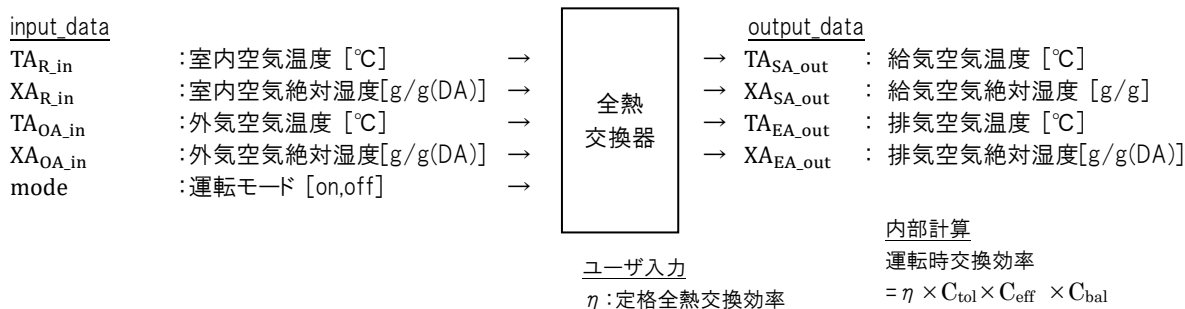 input_data
TA_R_in ：室内空気温度 [℃] →
XA_R_in ：室内空気絶対湿度[g/g(DA)] →
TA_OA_in ：外気空気温度 [℃] →
XA_OA_in ：外気空気絶対湿度[g/g(DA)] →
mode ：運転モード [on,off] →
全熱
交換器
output_data
→ TA_SA_out ： 給気空気温度 [℃]
→ XA_SA_out ： 給気空気絶対湿度 [g/g]
→ TA_EA_out ： 排気空気温度 [℃]
→ XA_EA_out ： 排気空気絶対湿度[g/g(DA)]
ユーザ入力
η：定格全熱交換効率
内部計算
運転時交換効率
=η×C_tol×C_eff ×C_bal